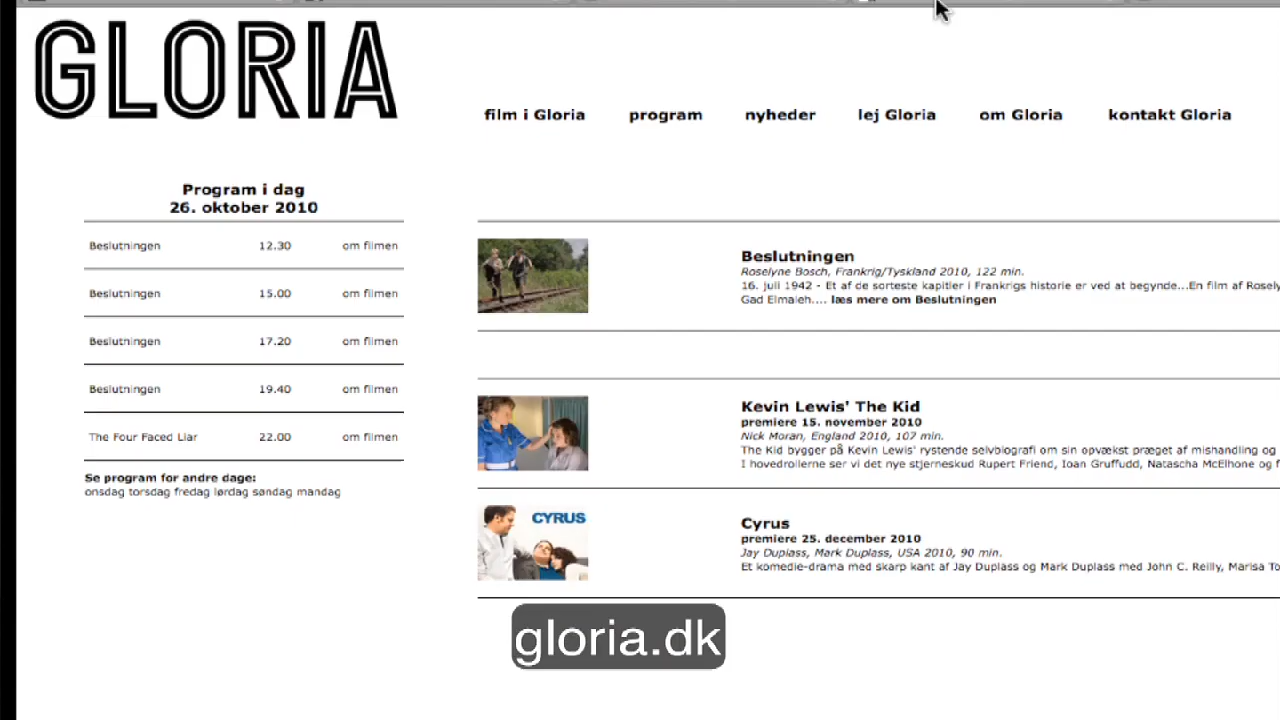 GLORIA
film i Gloria program nyheder lej Gloria om Gloria kontakt Gloria
Program i dag
26. oktober 2010
Beslutningen 12.30 om filmen
Beslutningen 15.00 om filmen
Beslutningen 17.20 om filmen
Beslutningen 19.40 om filmen
The Four Faced Liar 22.00 om filmen
Se program for andre dage:
onsdag torsdag fredag lørdag søndag mandag
Beslutningen
Roselyne Bosch, Frankrig/Tyskland 2010, 122 min.
16. juli 1942 - Et af de sorteste kapitler i Frankrigs historie er ved at begynde...En film af Rosely
Gad Elmaleh.... læs mere om Beslutningen
Kevin Lewis' The Kid
premiere 15. november 2010
Nick Moran, England 2010, 107 min.
The Kid bygger på Kevin Lewis' rystende selvbiografi om sin opvækst præget af mishandling og
I hovedrollerne ser vi det nye stjerneskud Rupert Friend, Ioan Gruffudd, Natascha McElhone og f
CYRUS
Cyrus
premiere 25. december 2010
Jay Duplass, Mark Duplass, USA 2010, 90 min.
Et komedie-drama med skarp kant af Jay Duplass og Mark Duplass med John C. Reilly, Marisa To
gloria.dk